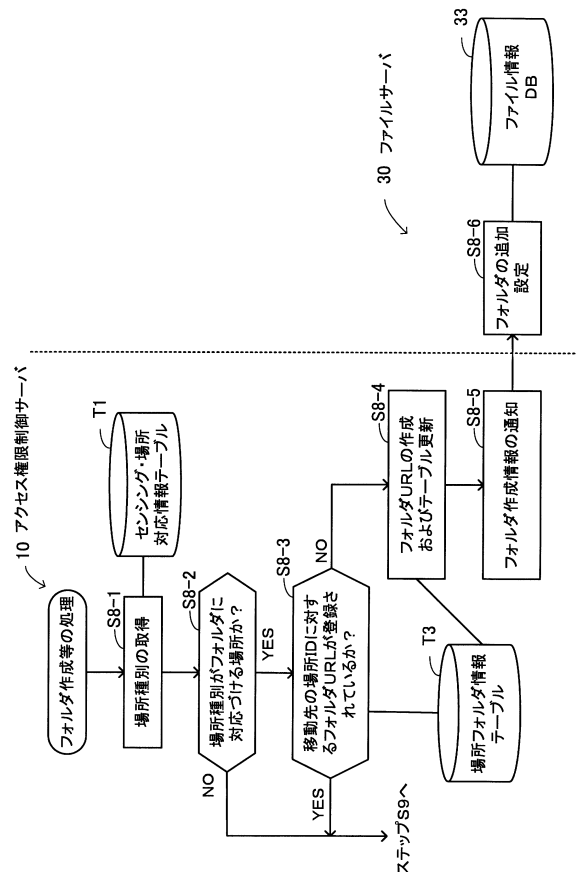 10 アクセス権限制御サーバ
30 ファイルサーバ
フォルダ作成等の処理
S8-1
場所種別の取得
T1
センシング・場所
対応情報テーブル
S8-2
場所種別がフォルダに
対応づける場所か?
NO
YES
S8-3
移動先の場所IDに対す
るフォルダURLが登録さ
れているか?
YES
NO
ステップS9へ
T3
場所フォルダ情報
テーブル
S8-4
フォルダURLの作成
およびテーブル更新
S8-5
フォルダ作成情報の通知
S8-6
フォルダの追加
設定
33
ファイル情報
DB